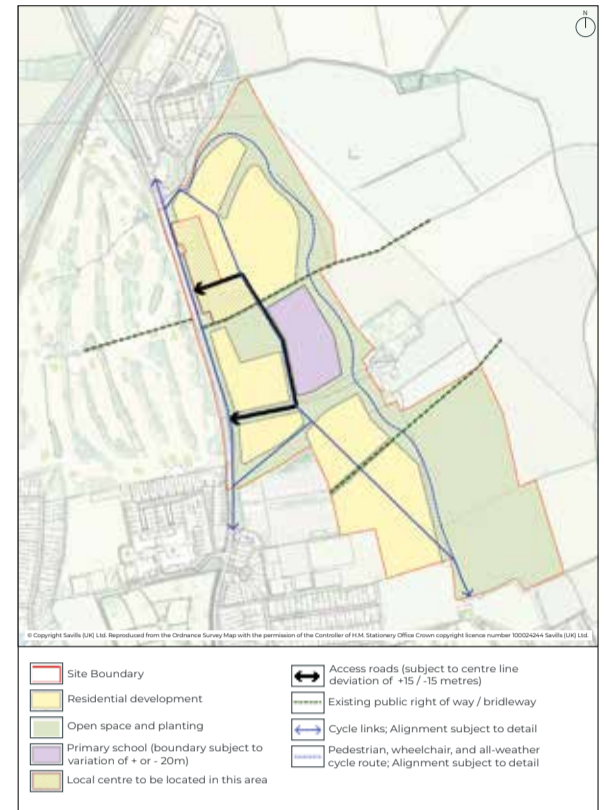 N
© Copyright Savills (UK) Ltd. Reproduced from the Ordnance Survey Map with the permission of the Controller of H.M. Stationery Office Crown copyright licence number 100024244 Savills (UK) Ltd.
Site Boundary
Residential development
Open space and planting
Primary school (boundary subject to
variation of + or - 20m)
Local centre to be located in this area
Access roads (subject to centre line
deviation of +15 / -15 metres)
Existing public right of way / bridleway
Cycle links; Alignment subject to detail
Pedestrian, wheelchair, and all-weather
cycle route; Alignment subject to detail